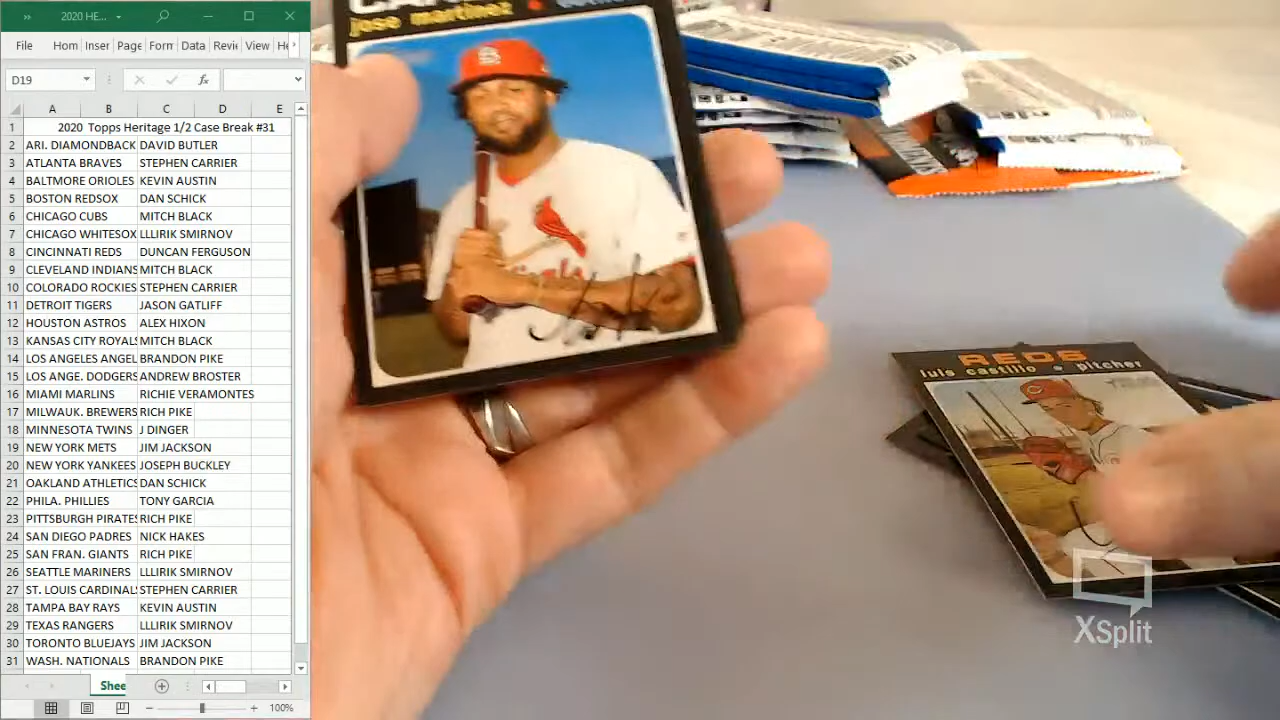 2020 HE...
File Hom Inser Page Form Data Revi View He
D19
fx
A B C D E
1 2020 Topps Heritage 1/2 Case Break #31
2 ARI. DIAMONDBACK DAVID BUTLER
3 ATLANTA BRAVES STEPHEN CARRIER
4 BALTMORE ORIOLES KEVIN AUSTIN
5 BOSTON REDSOX DAN SCHICK
6 CHICAGO CUBS MITCH BLACK
7 CHICAGO WHITESOX LLLIRIK SMIRNOV
8 CINCINNATI REDS DUNCAN FERGUSON
9 CLEVELAND INDIANS MITCH BLACK
10 COLORADO ROCKIES STEPHEN CARRIER
11 DETROIT TIGERS JASON GATLIFF
12 HOUSTON ASTROS ALEX HIXON
13 KANSAS CITY ROYALS MITCH BLACK
14 LOS ANGELES ANGEL BRANDON PIKE
15 LOS ANGE. DODGERS ANDREW BROSTER
16 MIAMI MARLINS RICHIE VERAMONTES
17 MILWAUK. BREWERS RICH PIKE
18 MINNESOTA TWINS J DINGER
19 NEW YORK METS JIM JACKSON
20 NEW YORK YANKEES JOSEPH BUCKLEY
21 OAKLAND ATHLETICS DAN SCHICK
22 PHILA. PHILLIES TONY GARCIA
23 PITTSBURGH PIRATES RICH PIKE
24 SAN DIEGO PADRES NICK HAKES
25 SAN FRAN. GIANTS RICH PIKE
26 SEATTLE MARINERS LLLIRIK SMIRNOV
27 ST. LOUIS CARDINALS STEPHEN CARRIER
28 TAMPA BAY RAYS KEVIN AUSTIN
29 TEXAS RANGERS LLLIRIK SMIRNOV
30 TORONTO BLUEJAYS JIM JACKSON
31 WASH. NATIONALS BRANDON PIKE
Shee
100%
jose martinez
REDS
luis castillo • pitcher
XSplit